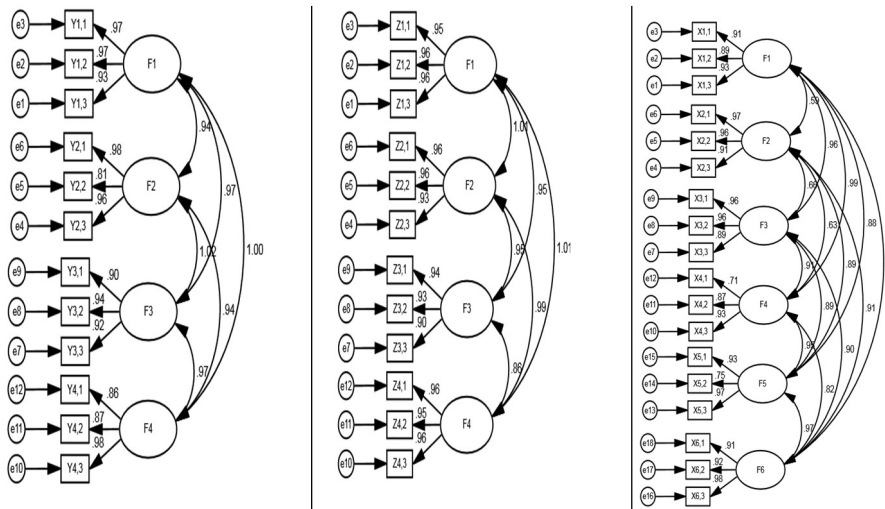 e3 Y1,1 .97
e2 Y1,2 .97 F1
e1 Y1,3 .93
.94
e6 Y2,1 .98
e5 Y2,2 .81 F2 .97
e4 Y2,3 .96
1.02 1.00
e9 Y3,1 .90
e8 Y3,2 .94 F3 .94
e7 Y3,3 .92
.97
e12 Y4,1 .86
e11 Y4,2 .87 F4
e10 Y4,3 .98
e3 Z1,1 .95
e2 Z1,2 .96 F1
e1 Z1,3 .96
1.01
e6 Z2,1 .96
e5 Z2,2 .96 F2 .95
e4 Z2,3 .93
.95 1.01
e9 Z3,1 .94
e8 Z3,2 .93 F3 .99
e7 Z3,3 .90
.86
e12 Z4,1 .96
e11 Z4,2 .95 F4
e10 Z4,3 .96
e3 X1,1 .91
e2 X1,2 .89 F1
e1 X1,3 .93
.59
e6 X2,1 .97
e5 X2,2 .96 F2 .96
e4 X2,3 .91
.99
e9 X3,1 .96
e8 X3,2 .96 F3 .63 .88
e7 X3,3 .89
.89
e12 X4,1 .71
e11 X4,2 .87 F4 .89 .91
e10 X4,3 .93
.95 .90
e15 X5,1 .93
e14 X5,2 .75 F5 .82
e13 X5,3 .97
.97
e18 X6,1 .91
e17 X6,2 .92 F6
e16 X6,3 .98